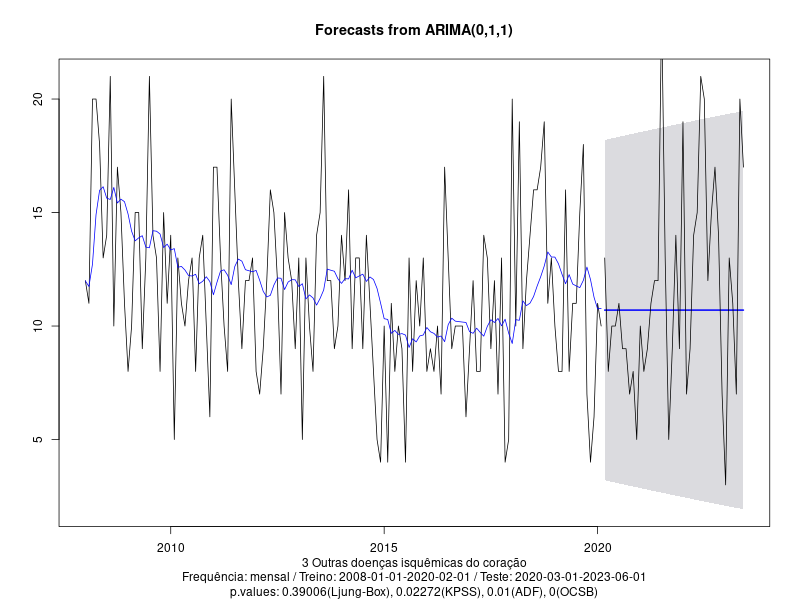 Forecasts from ARIMA(0,1,1)
20
15
10
5
2010
2015
2020
3 Outras doenças isquêmicas do coração
Frequência: mensal / Treino: 2008-01-01-2020-02-01 / Teste: 2020-03-01-2023-06-01
p.values: 0.39006(Ljung-Box), 0.02272(KPSS), 0.01(ADF), 0(OCSB)